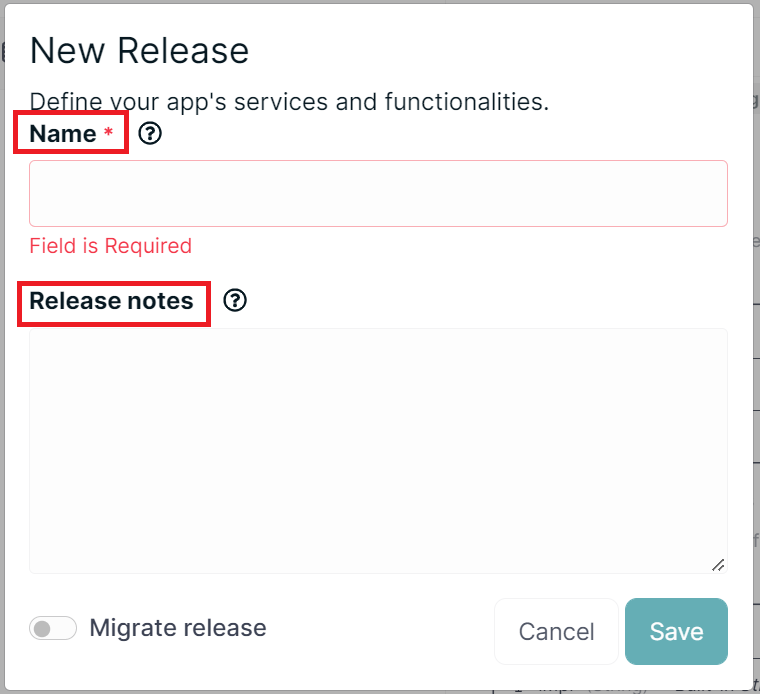 New Release
Define your app's services and functionalities.
Name *
Field is Required
Release notes
Migrate release
Cancel
Save